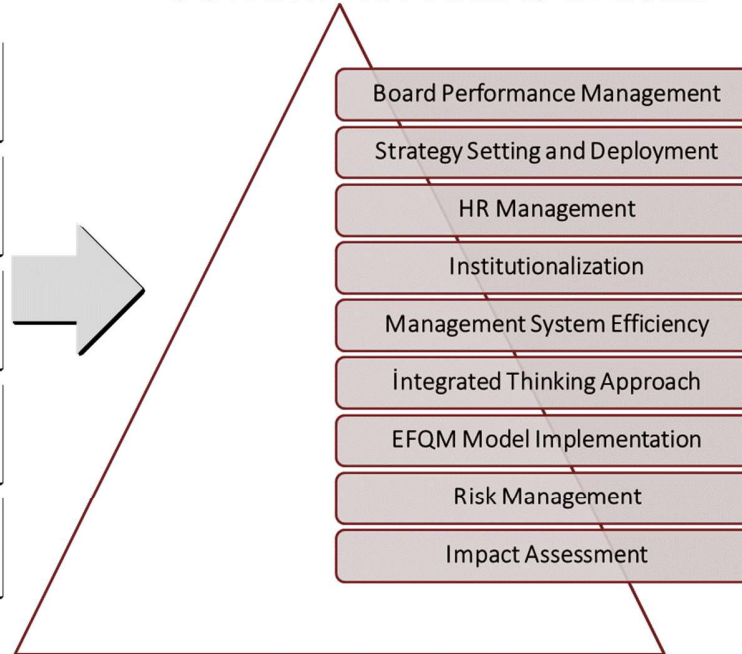 Board Performance Management
Strategy Setting and Deployment
HR Management
Institutionalization
Management System Efficiency
İntegrated Thinking Approach
EFQM Model Implementation
Risk Management
Impact Assessment